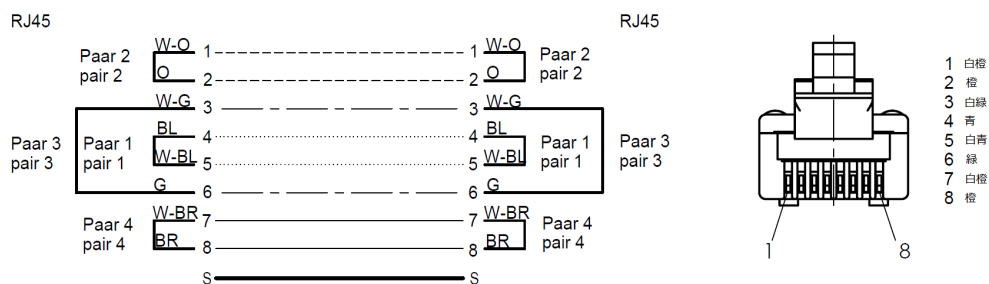 RJ45
RJ45
Paar 2
pair 2
W-O 1
O 2
1 W-O
2 O
Paar 2
pair 2
W-G 3
3 W-G
Paar 3
pair 3
Paar 1
pair 1
BL 4
W-BL 5
4 BL
5 W-BL
Paar 1
pair 1
Paar 3
pair 3
G 6
6 G
Paar 4
pair 4
W-BR 7
BR 8
7 W-BR
8 BR
Paar 4
pair 4
S S
1 白橙
2 橙
3 白緑
4 青
5 白青
6 緑
7 白橙
8 橙
1 8